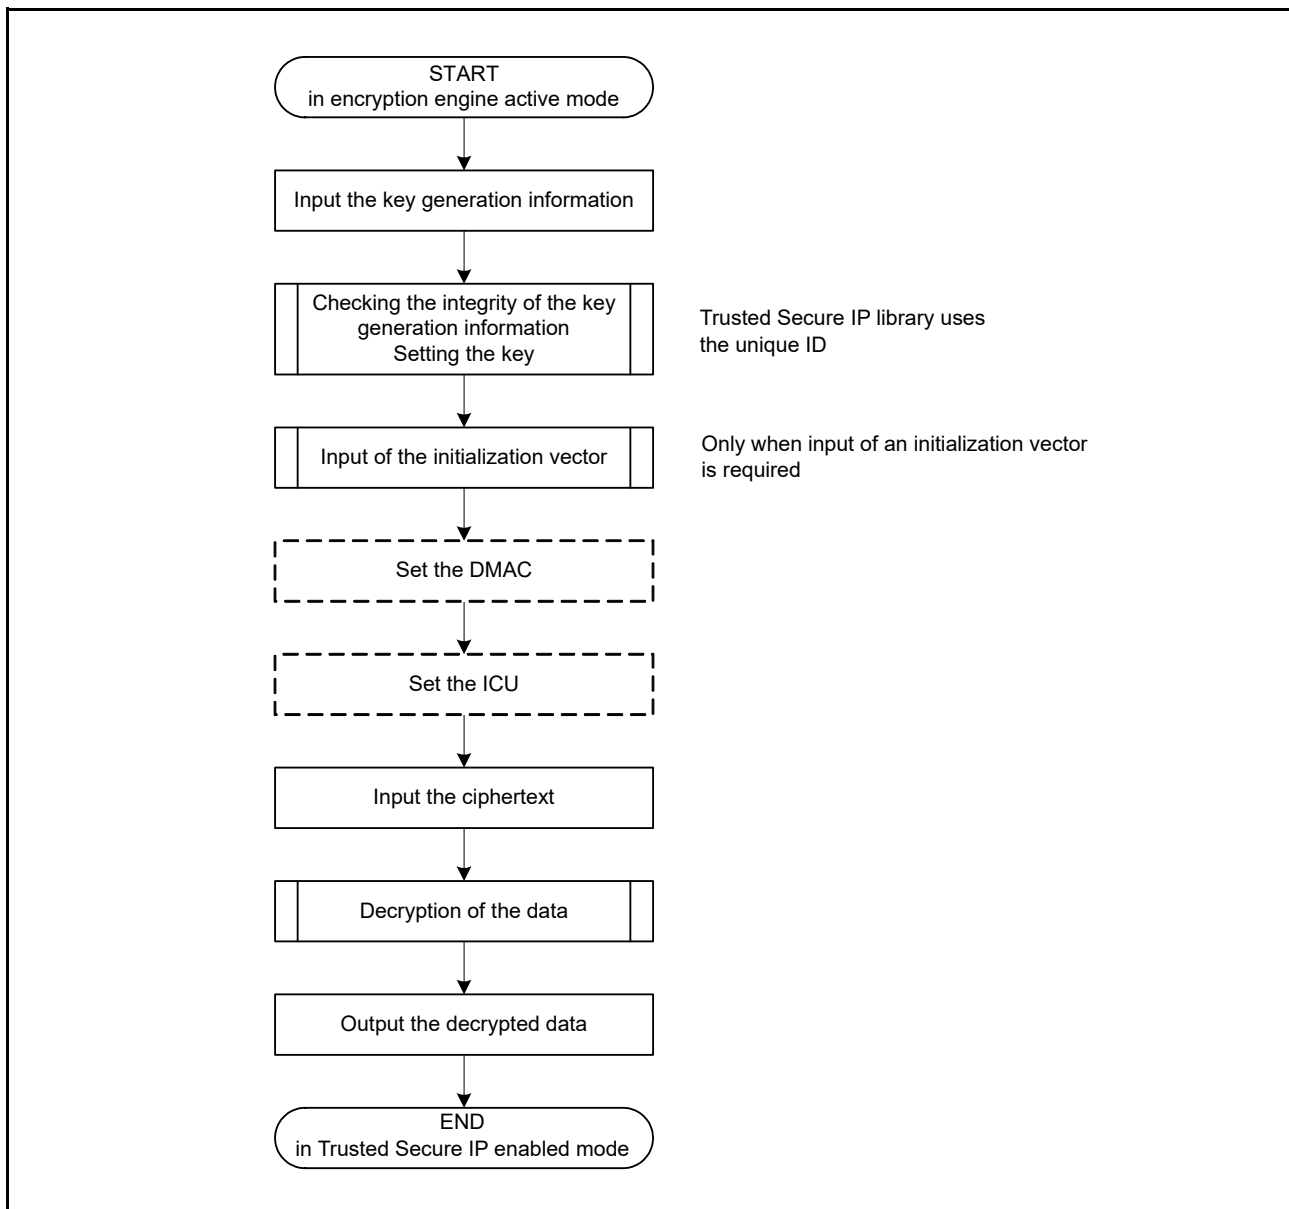 START
in encryption engine active mode
Input the key generation information
Checking the integrity of the key
generation information
Setting the key
Trusted Secure IP library uses
the unique ID
Input of the initialization vector
Only when input of an initialization vector
is required
Set the DMAC
Set the ICU
Input the ciphertext
Decryption of the data
Output the decrypted data
END
in Trusted Secure IP enabled mode